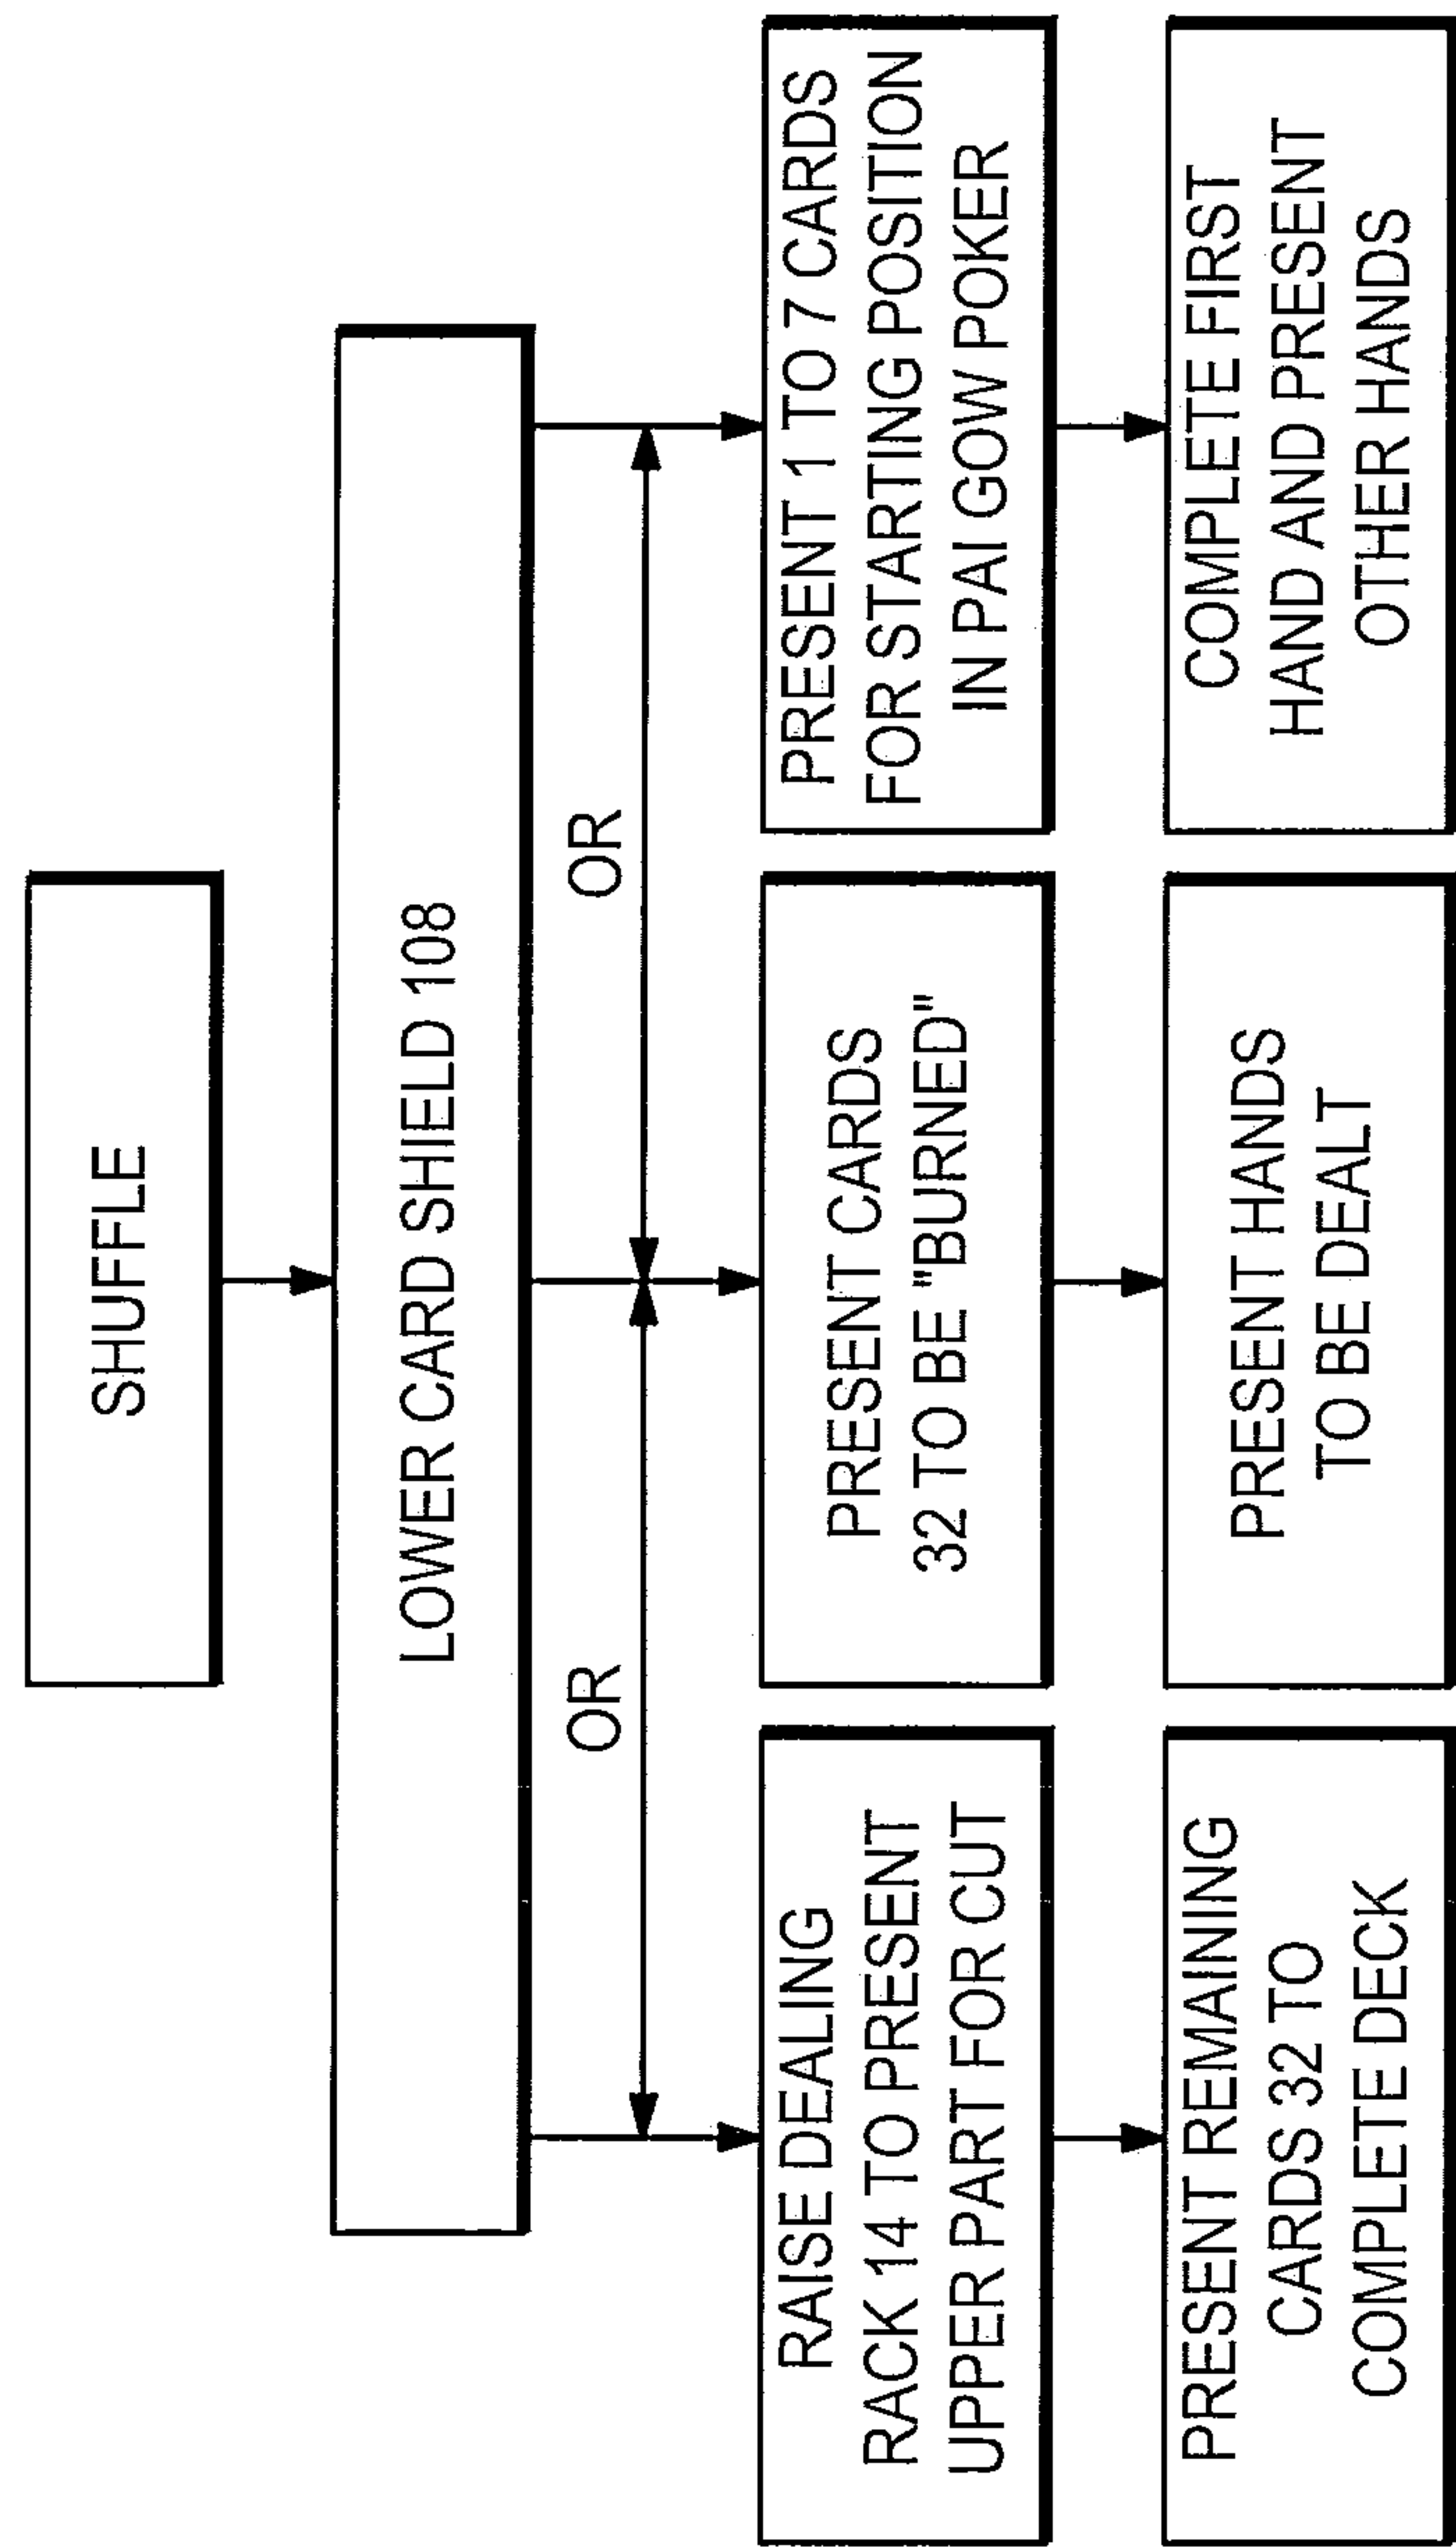 SHUFFLE
LOWER CARD SHIELD 108
OR
OR
RAISE DEALING
RACK 14 TO PRESENT
UPPER PART FOR CUT
PRESENT CARDS
32 TO BE "BURNED"
PRESENT 1 TO 7 CARDS
FOR STARTING POSITION
IN PAI GOW POKER
PRESENT REMAINING
CARDS 32 TO
COMPLETE DECK
PRESENT HANDS
TO BE DEALT
COMPLETE FIRST
HAND AND PRESENT
OTHER HANDS